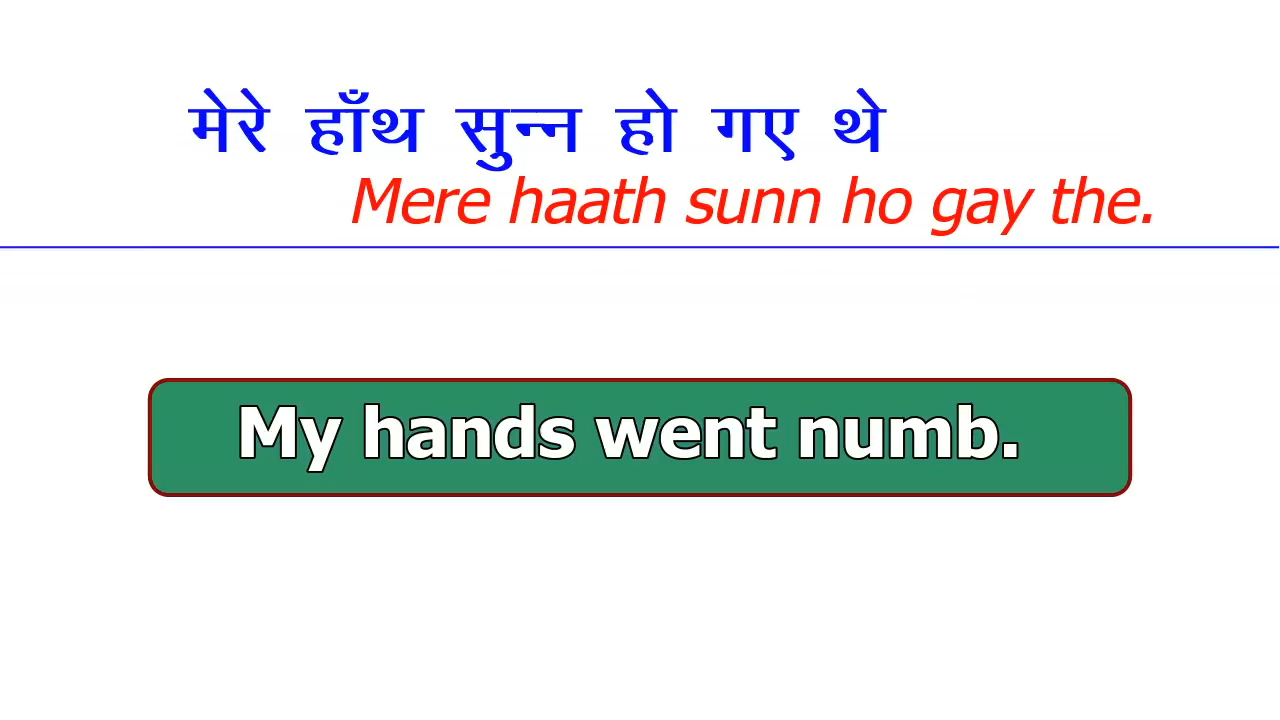 मेरे हाँथ सुन्न हो गए थे
Mere haath sunn ho gay the.
My hands went numb.